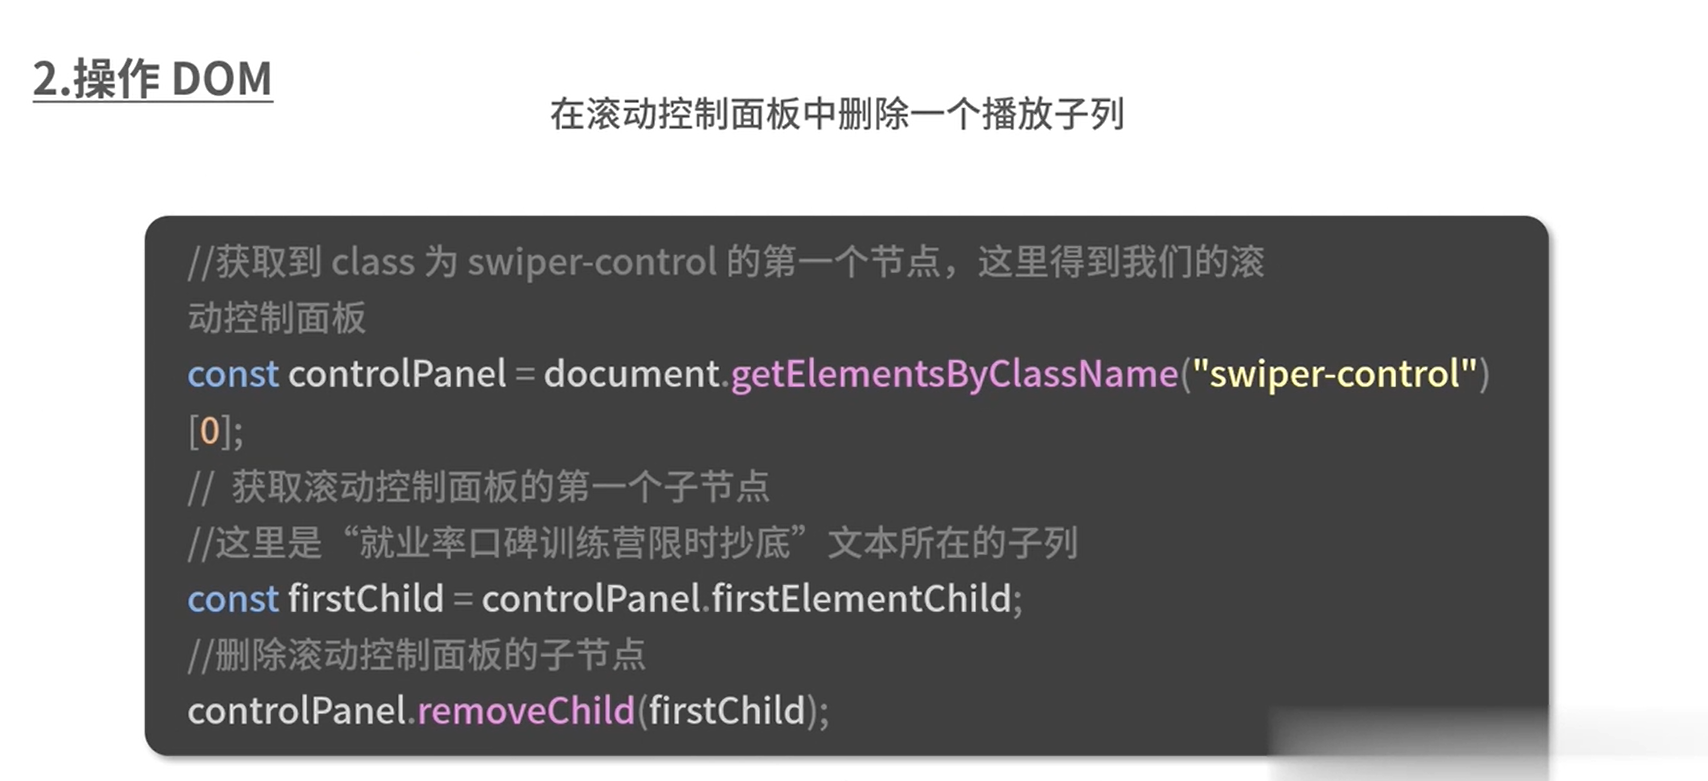 2.操作 DOM
在滚动控制面板中删除一个播放子列
//获取到 class 为 swiper-control 的第一个节点，这里得到我们的滚
动控制面板
const controlPanel = document.getElementsByClassName("swiper-control")
[0];
// 获取滚动控制面板的第一个子节点
//这里是“就业率口碑训练营限时抄底”文本所在的子列
const firstChild = controlPanel.firstElementChild;
//删除滚动控制面板的子节点
controlPanel.removeChild(firstChild);